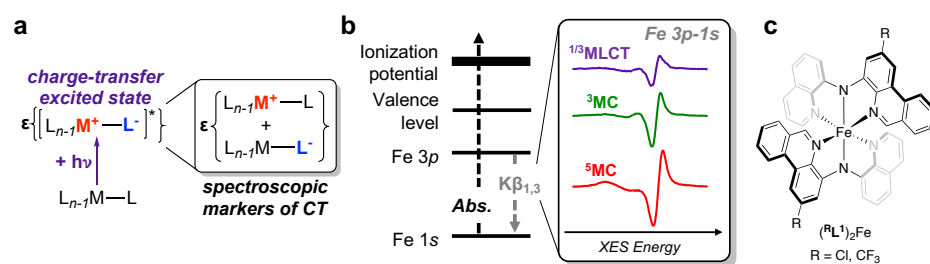 a
charge-transfer
excited state
ε{[Lₙ₋₁M⁺—L⁻]*}
+ hν
Lₙ₋₁M—L
ε{Lₙ₋₁M⁺—L
+
Lₙ₋₁M—L⁻}
spectroscopic
markers of CT
b
Ionization
potential
Valence
level
Fe 3p
Kβ₁,₃
Abs.
Fe 1s
Fe 3p-1s
¹ᐟ³MLCT
³MC
⁵MC
XES Energy
c
R
N
N
N
Fe
N
N
N
R
(ᴿL¹)₂Fe
R = Cl, CF₃